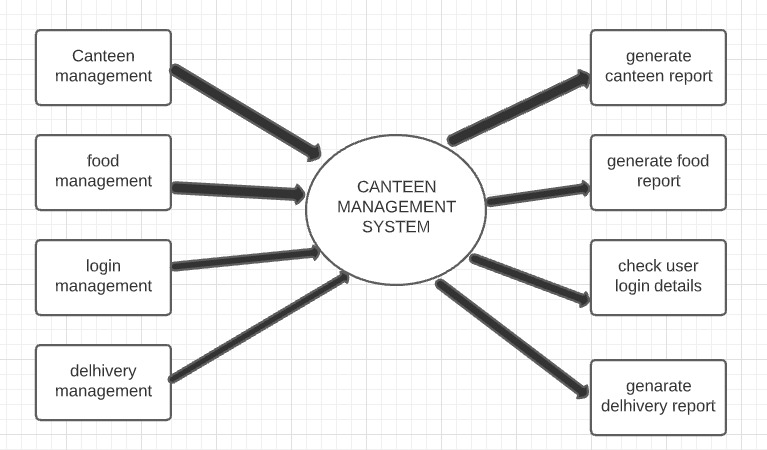 Canteen
management
food
management
login
management
delhivery
management
CANTEEN
MANAGEMENT
SYSTEM
generate
canteen report
generate food
report
check user
login details
genarate
delhivery report